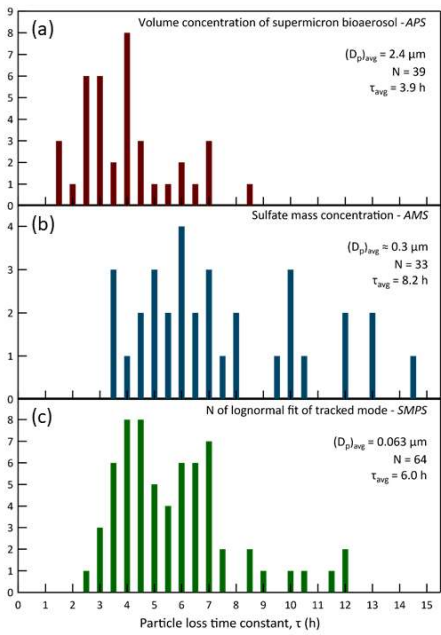 (a)
Volume concentration of supermicron bioaerosol - APS
(Dp)avg = 2.4 μm
N = 39
τavg = 3.9 h
9
8
7
6
5
4
3
2
1
0
(b)
Sulfate mass concentration - AMS
(Dp)avg ≈ 0.3 μm
N = 33
τavg = 8.2 h
4
3
2
1
0
(c)
N of lognormal fit of tracked mode - SMPS
(Dp)avg = 0.063 μm
N = 64
τavg = 6.0 h
8
7
6
5
4
3
2
1
0
0 1 2 3 4 5 6 7 8 9 10 11 12 13 14 15
Particle loss time constant, τ (h)